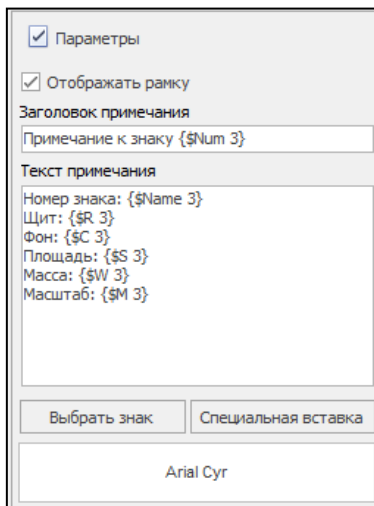 Параметры
Отображать рамку
Заголовок примечания
Примечание к знаку {$Num 3}
Текст примечания
Номер знака: {$Name 3}
Щит: {$R 3}
Фон: {$C 3}
Площадь: {$S 3}
Масса: {$W 3}
Масштаб: {$M 3}
Выбрать знак
Специальная вставка
Arial Cyr